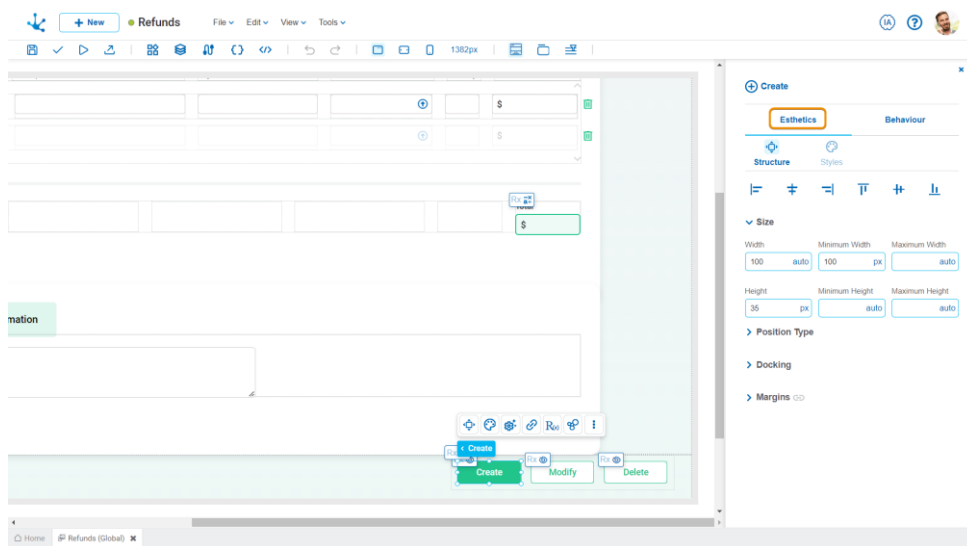 + New
Refunds
File
Edit
View
Tools
IA
?
</>
1382px
Create
Esthetics
Behaviour
$
Structure
Styles
$
Rx
Total
$
Size
Width
Minimum Width
Maximum Width
100 auto
100 px
auto
Height
Minimum Height
Maximum Height
35 px
auto
auto
mation
Position Type
Docking
Margins
Create
Rx
Rx
Create
Modify
Delete
Home
Refunds (Global)